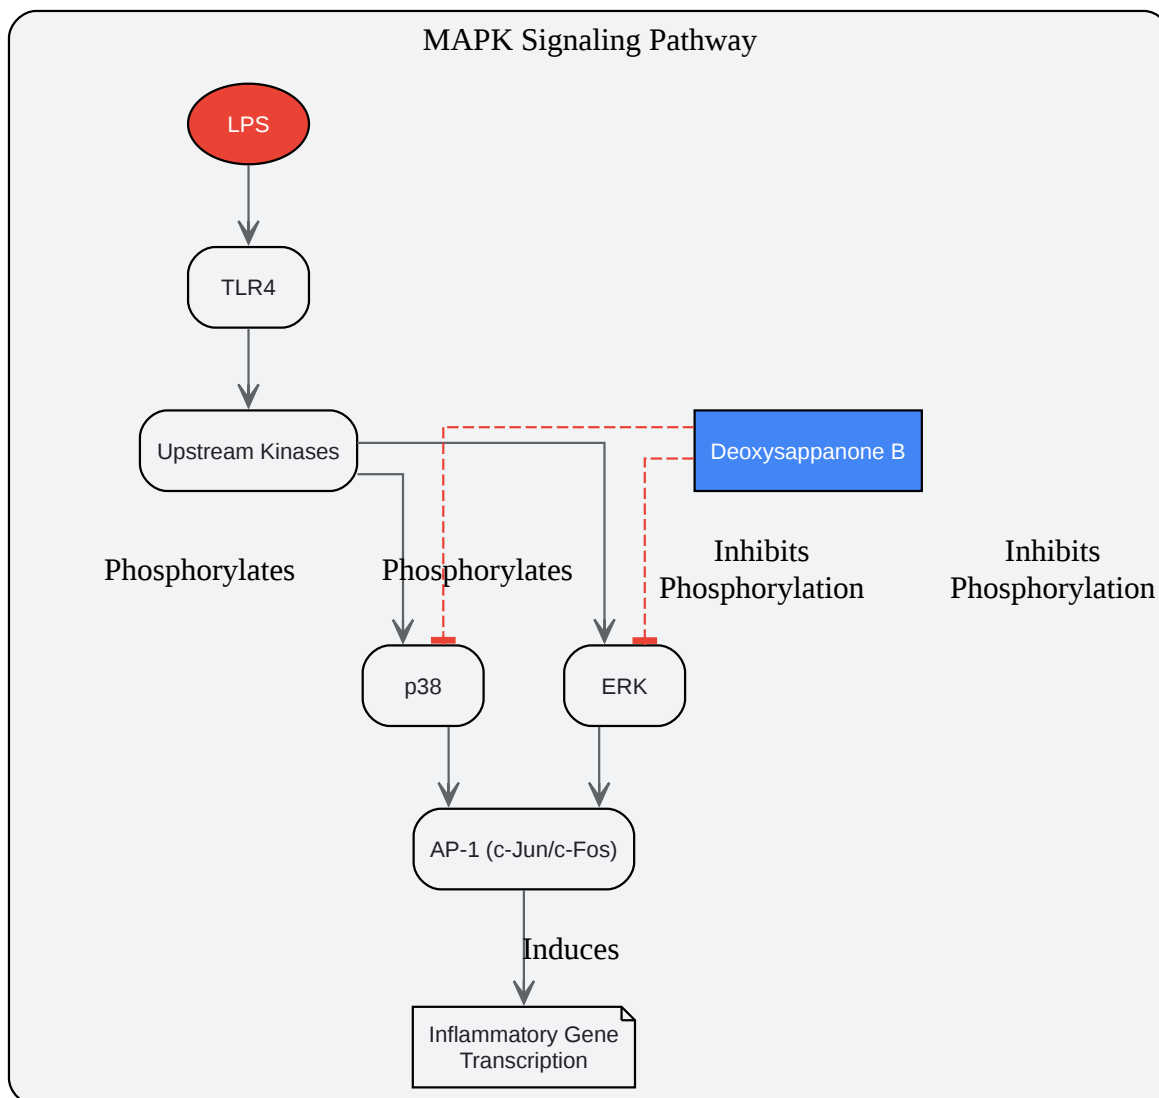 MAPK Signaling Pathway
LPS
TLR4
Upstream Kinases
Deoxysappanone B
Phosphorylates
Phosphorylates
Inhibits
Phosphorylation
Inhibits
Phosphorylation
p38
ERK
AP-1 (c-Jun/c-Fos)
Induces
Inflammatory Gene
Transcription